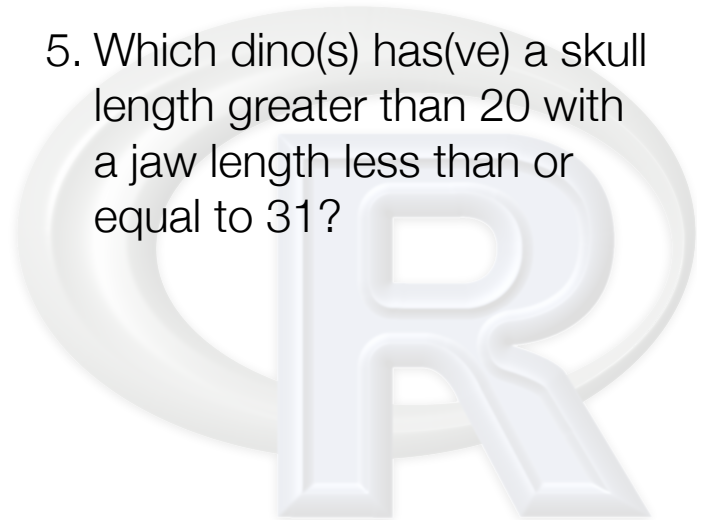 5. Which dino(s) has(ve) a skull
length greater than 20 with
a jaw length less than or
equal to 31?
R